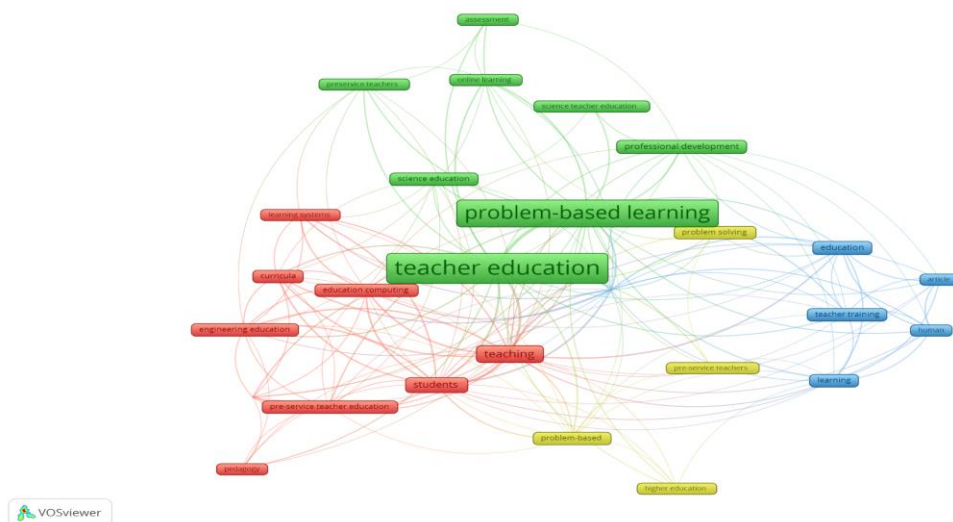 assessment
online learning
preservice teachers
science teacher education
professional development
science education
problem-based learning
learning systems
problem solving
education
teacher education
curricula
article
education computing
teacher training
engineering education
human
teaching
pre-service teachers
students
learning
pre-service teacher education
problem-based
pedagogy
higher education
VOSviewer